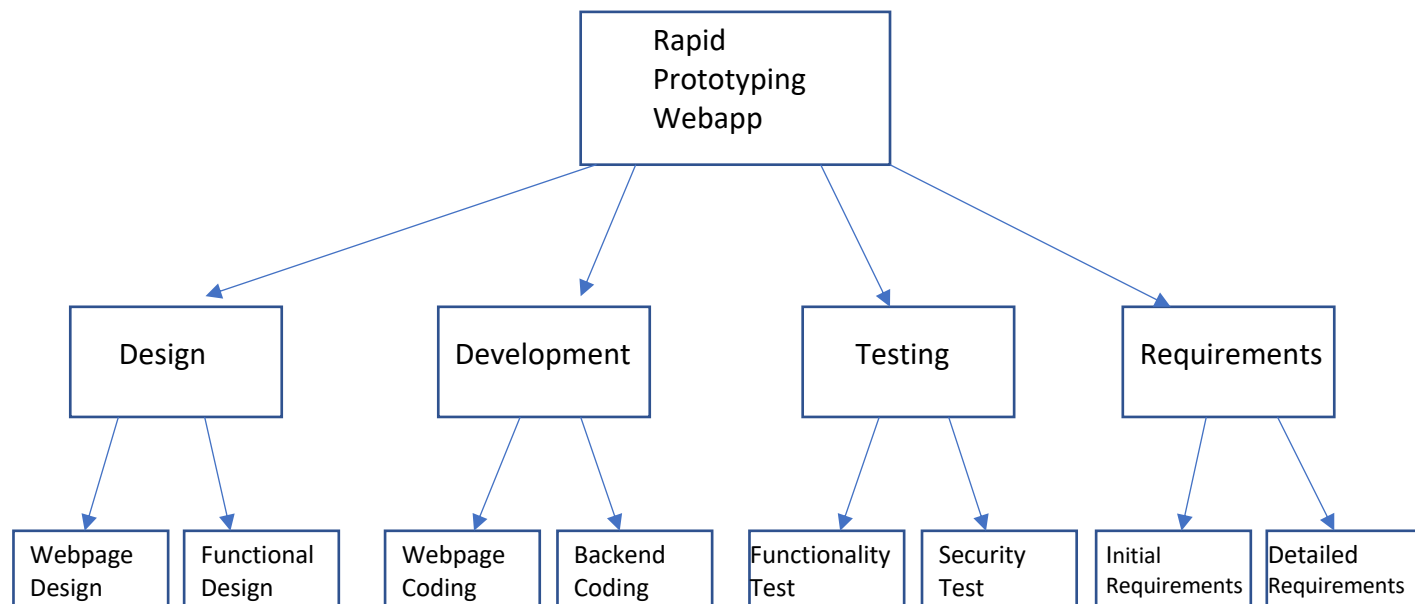 Rapid
Prototyping
Webapp
Design
Development
Testing
Requirements
Webpage
Design
Functional
Design
Webpage
Coding
Backend
Coding
Functionality
Test
Security
Test
Initial
Requirements
Detailed
Requirements